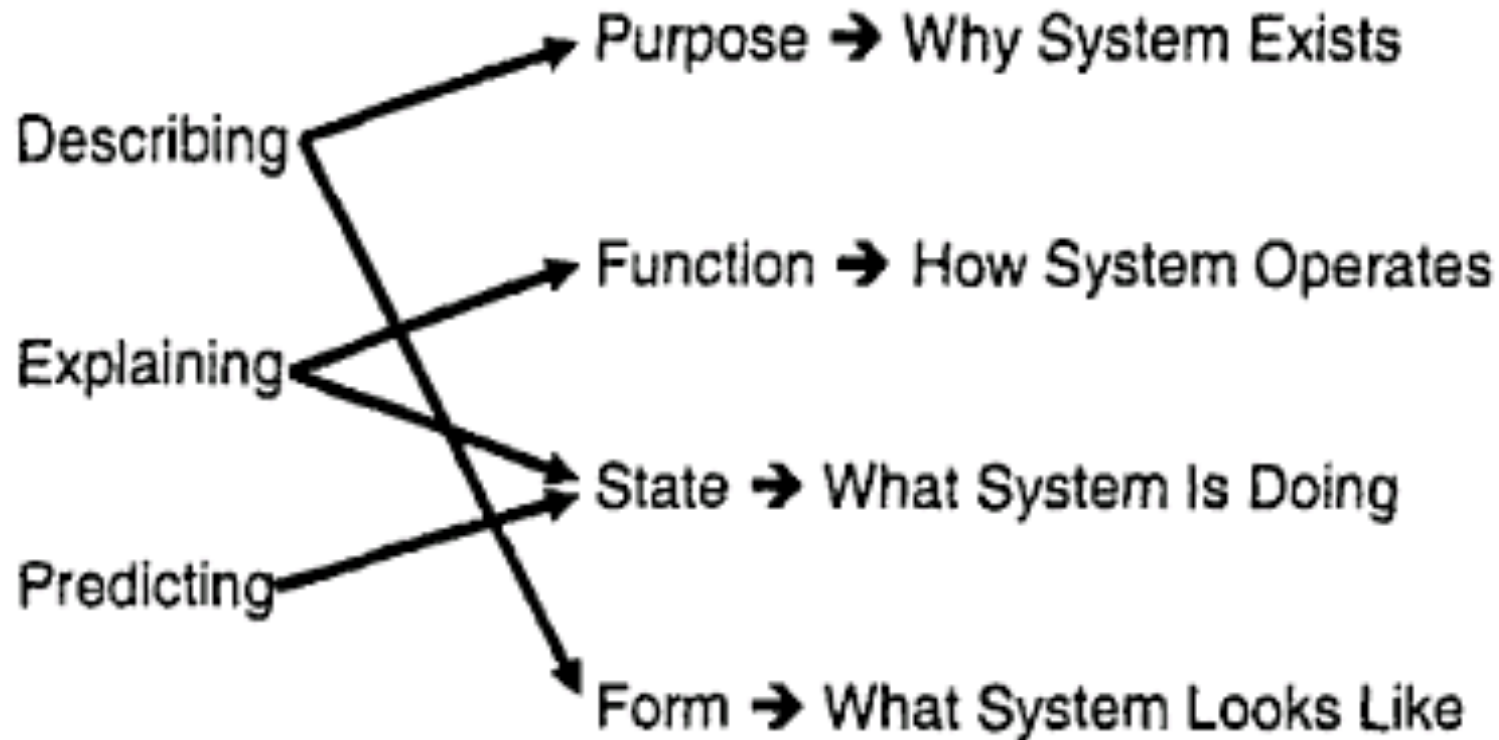 Purpose ➔ Why System Exists
Describing
Function ➔ How System Operates
Explaining
State ➔ What System Is Doing
Predicting
Form ➔ What System Looks Like